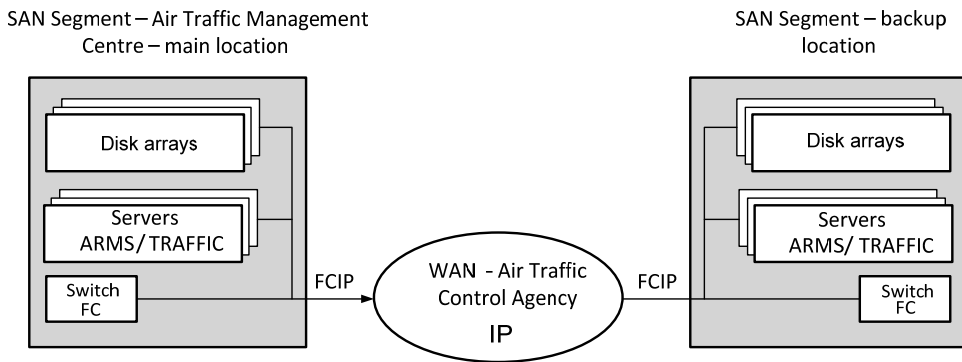 SAN Segment – Air Traffic Management
Centre – main location
Disk arrays
Servers
ARMS/ TRAFFIC
Switch
FC
FCIP
WAN - Air Traffic
Control Agency
IP
FCIP
SAN Segment – backup
location
Disk arrays
Servers
ARMS/ TRAFFIC
Switch
FC